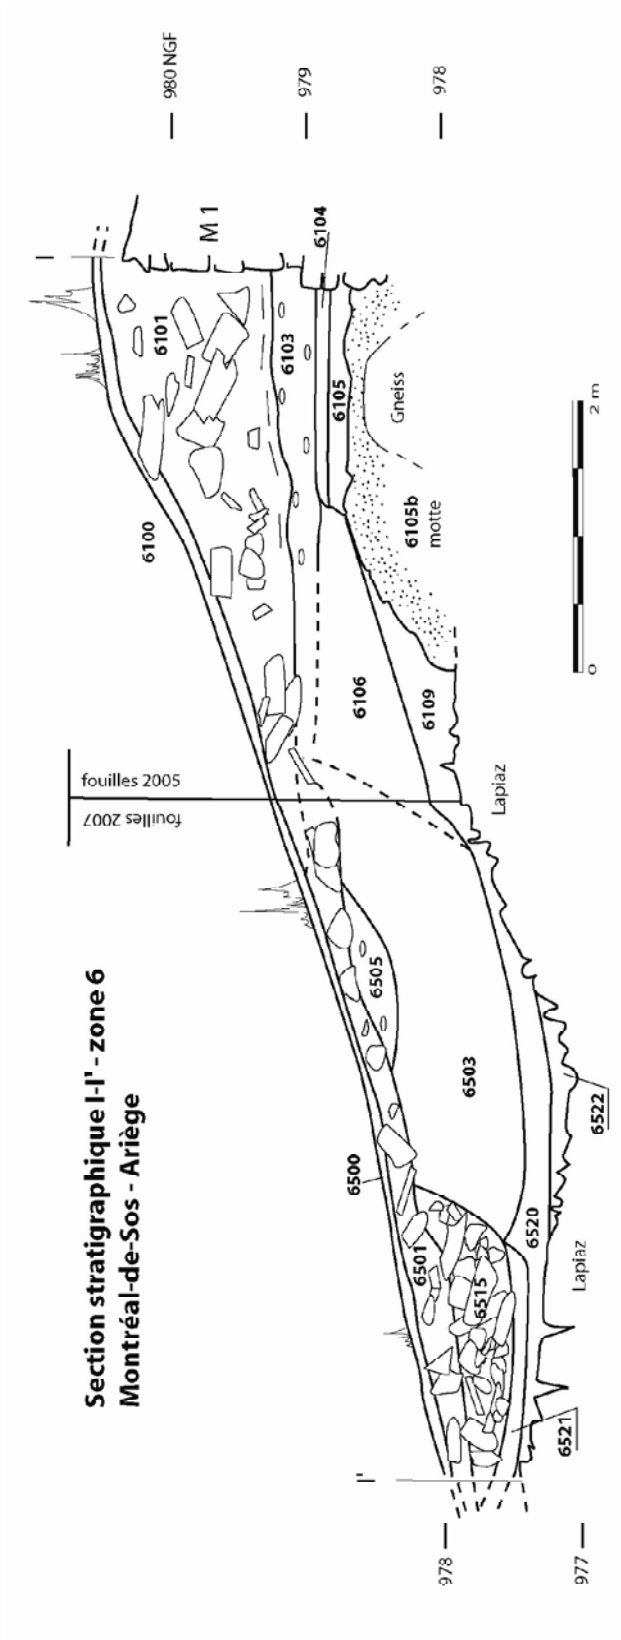 Section stratigraphique I-I' - zone 6
Montréal-de-Sos - Ariège
I'
I
980 NGF
979
978
978
977
M 1
6100
6101
6103
6104
6105
6105b
motte
Gneiss
6106
6109
Lapiaz
fouilles 2005
fouilles 2007
6500
6501
6503
6505
6515
6520
6521
6522
Lapiaz
0
2 m